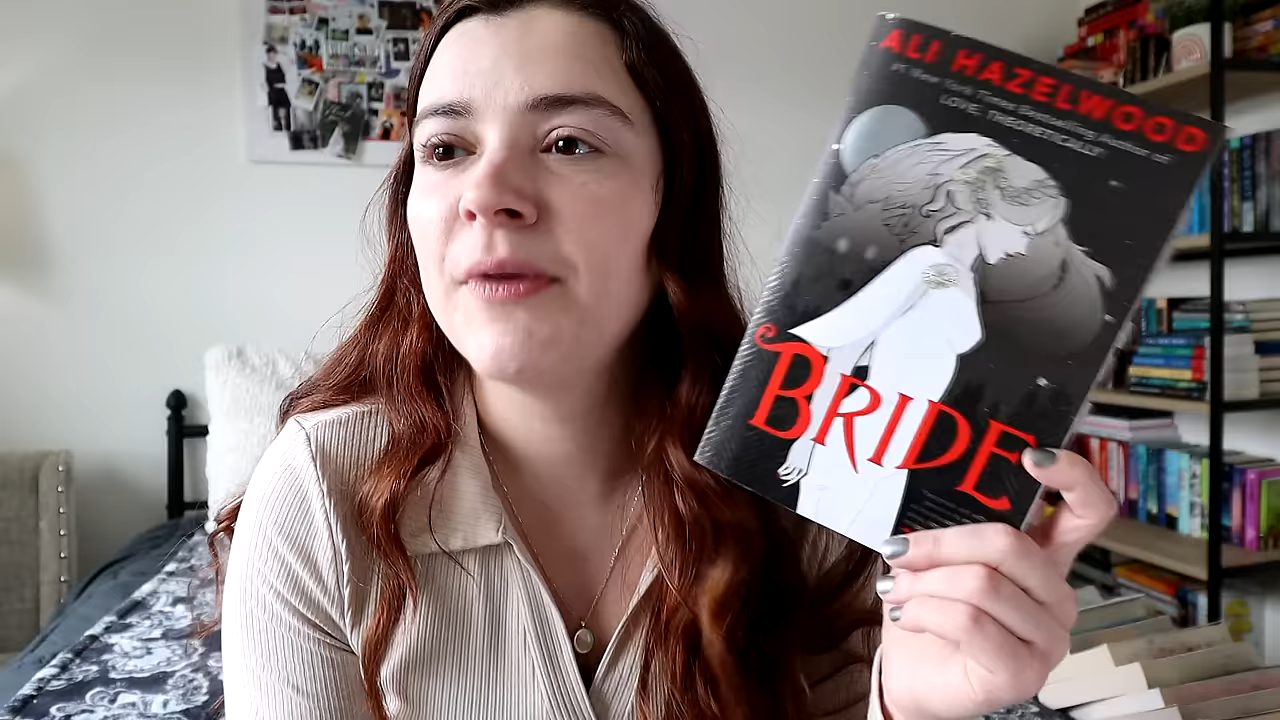 ALI HAZELWOOD
#1 New York Times Bestselling Author of
LOVE, THEORETICALLY
BRIDE